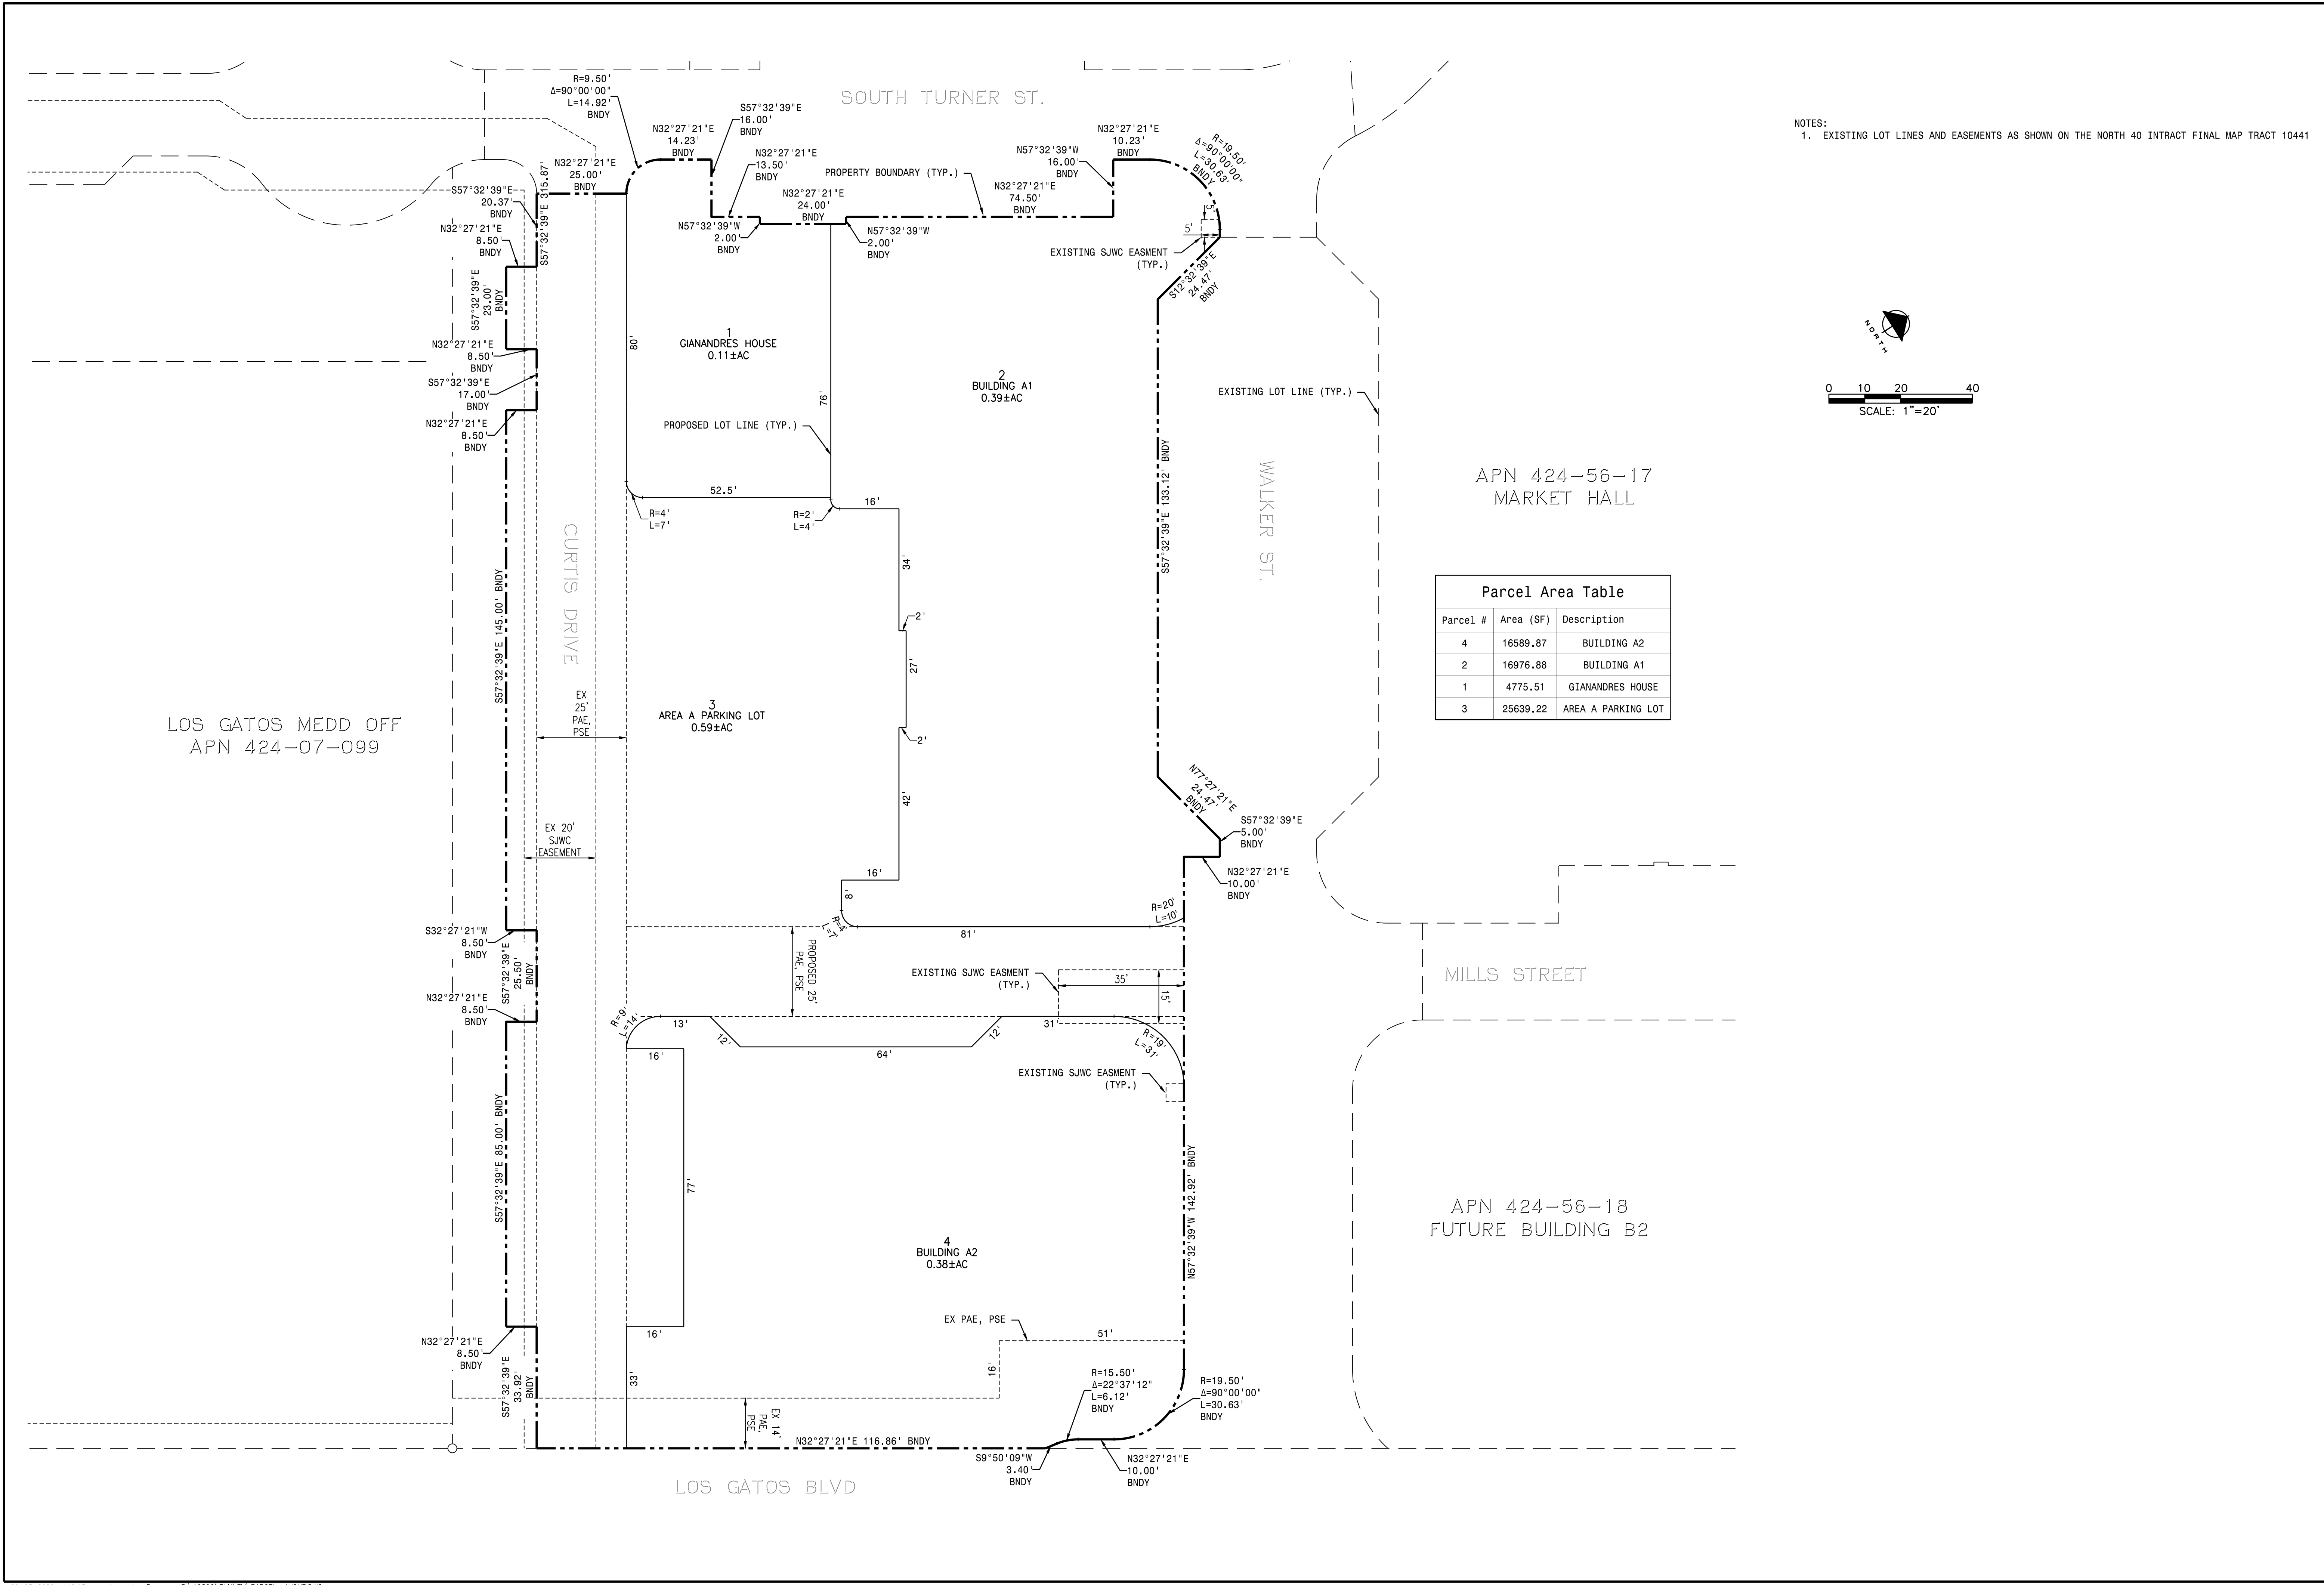 R=9.50'
Δ=90°00'00"
L=14.92'
BNDY
SOUTH TURNER ST.
S57°32'39"E
16.00'
BNDY
N32°27'21"E
14.23'
BNDY
N32°27'21"E
13.50'
BNDY
N32°27'21"E
25.00'
BNDY
N32°27'21"E
24.00'
BNDY
PROPERTY BOUNDARY (TYP.)
N57°32'39"W
16.00'
BNDY
N32°27'21"E
10.23'
BNDY
R=19.50'
Δ=90°00'00"
L=30.63'
BNDY
N32°27'21"E
74.50'
BNDY
NOTES:
1. EXISTING LOT LINES AND EASEMENTS AS SHOWN ON THE NORTH 40 INTRACT FINAL MAP TRACT 10441
S57°32'39"E
20.37'
BNDY
S57°32'39"E 315.87'
N57°32'39"W
2.00'
BNDY
N57°32'39"W
2.00'
BNDY
5'
5'
EXISTING SJWC EASMENT
(TYP.)
S12°32'39"E
24.47'
BNDY
N32°27'21"E
8.50'
BNDY
S57°32'39"E
23.00'
BNDY
N32°27'21"E
8.50'
BNDY
S57°32'39"E
17.00'
BNDY
N32°27'21"E
8.50'
BNDY
80'
1
GIANANDRES HOUSE
0.11±AC
76'
2
BUILDING A1
0.39±AC
PROPOSED LOT LINE (TYP.)
EXISTING LOT LINE (TYP.)
NORTH
0 10 20 40
SCALE: 1"=20'
52.5'
R=4'
L=7'
R=2'
L=4'
16'
34'
2'
27'
2'
42'
S57°32'39"E 133.12' BNDY
WALKER ST.
APN 424-56-17
MARKET HALL
CURTIS DRIVE
S57°32'39"E 145.00' BNDY
Parcel Area Table
Parcel # Area (SF) Description
4 16589.87 BUILDING A2
2 16976.88 BUILDING A1
1 4775.51 GIANANDRES HOUSE
3 25639.22 AREA A PARKING LOT
LOS GATOS MEDD OFF
APN 424-07-099
EX
25'
PAE,
PSE
3
AREA A PARKING LOT
0.59±AC
EX 20'
SJWC
EASEMENT
N77°27'21"E
24.47'
BNDY
S57°32'39"E
5.00'
BNDY
N32°27'21"E
10.00'
BNDY
16'
8'
R=4'
L=7'
81'
R=20'
L=10'
S32°27'21"W
8.50'
BNDY
S57°32'39"E
25.50'
BNDY
N32°27'21"E
8.50'
BNDY
PROPOSED 25'
PAE, PSE
EXISTING SJWC EASMENT
(TYP.)
35'
15'
MILLS STREET
R=9'
L=14'
13'
12'
64'
12'
31'
R=19'
L=31'
16'
77'
EXISTING SJWC EASMENT
(TYP.)
S57°32'39"E 85.00' BNDY
4
BUILDING A2
0.38±AC
N57°32'39"W 142.92' BNDY
APN 424-56-18
FUTURE BUILDING B2
N32°27'21"E
8.50'
BNDY
S57°32'39"E
33.92'
BNDY
16'
33'
EX PAE, PSE
51'
16'
EX 14'
PAE,
PSE
R=15.50'
Δ=22°37'12"
L=6.12'
BNDY
R=19.50'
Δ=90°00'00"
L=30.63'
BNDY
N32°27'21"E 116.86' BNDY
S9°50'09"W
3.40'
BNDY
N32°27'21"E
10.00'
BNDY
LOS GATOS BLVD